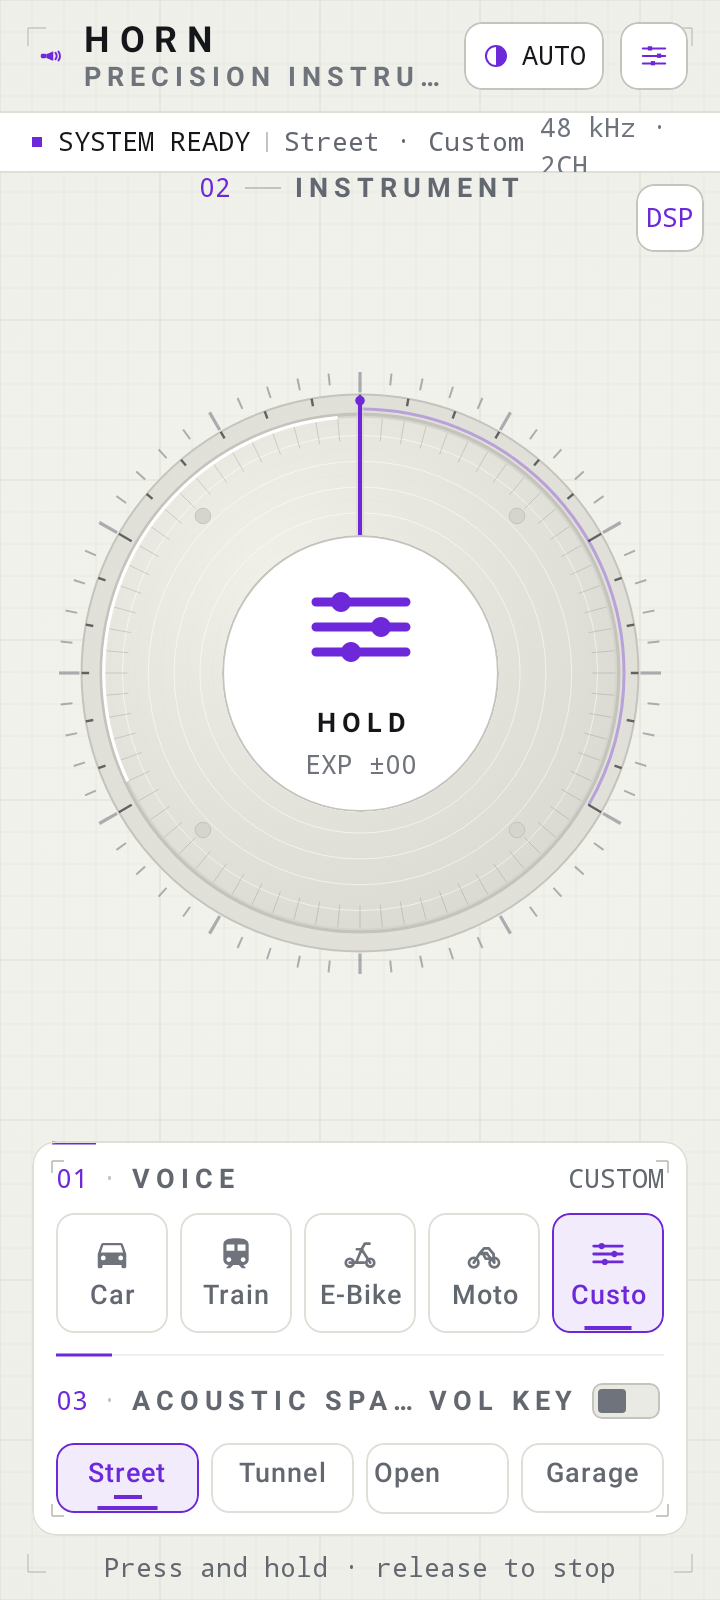 HORN
PRECISION INSTRU…
AUTO
SYSTEM READY
Street · Custom
48 kHz ·
2CH
02 — INSTRUMENT
DSP
HOLD
EXP ±00
01 · VOICE
CUSTOM
Car
Train
E-Bike
Moto
Custo
03 · ACOUSTIC SPA…
VOL KEY
Street
Tunnel
Open
Garage
Press and hold · release to stop